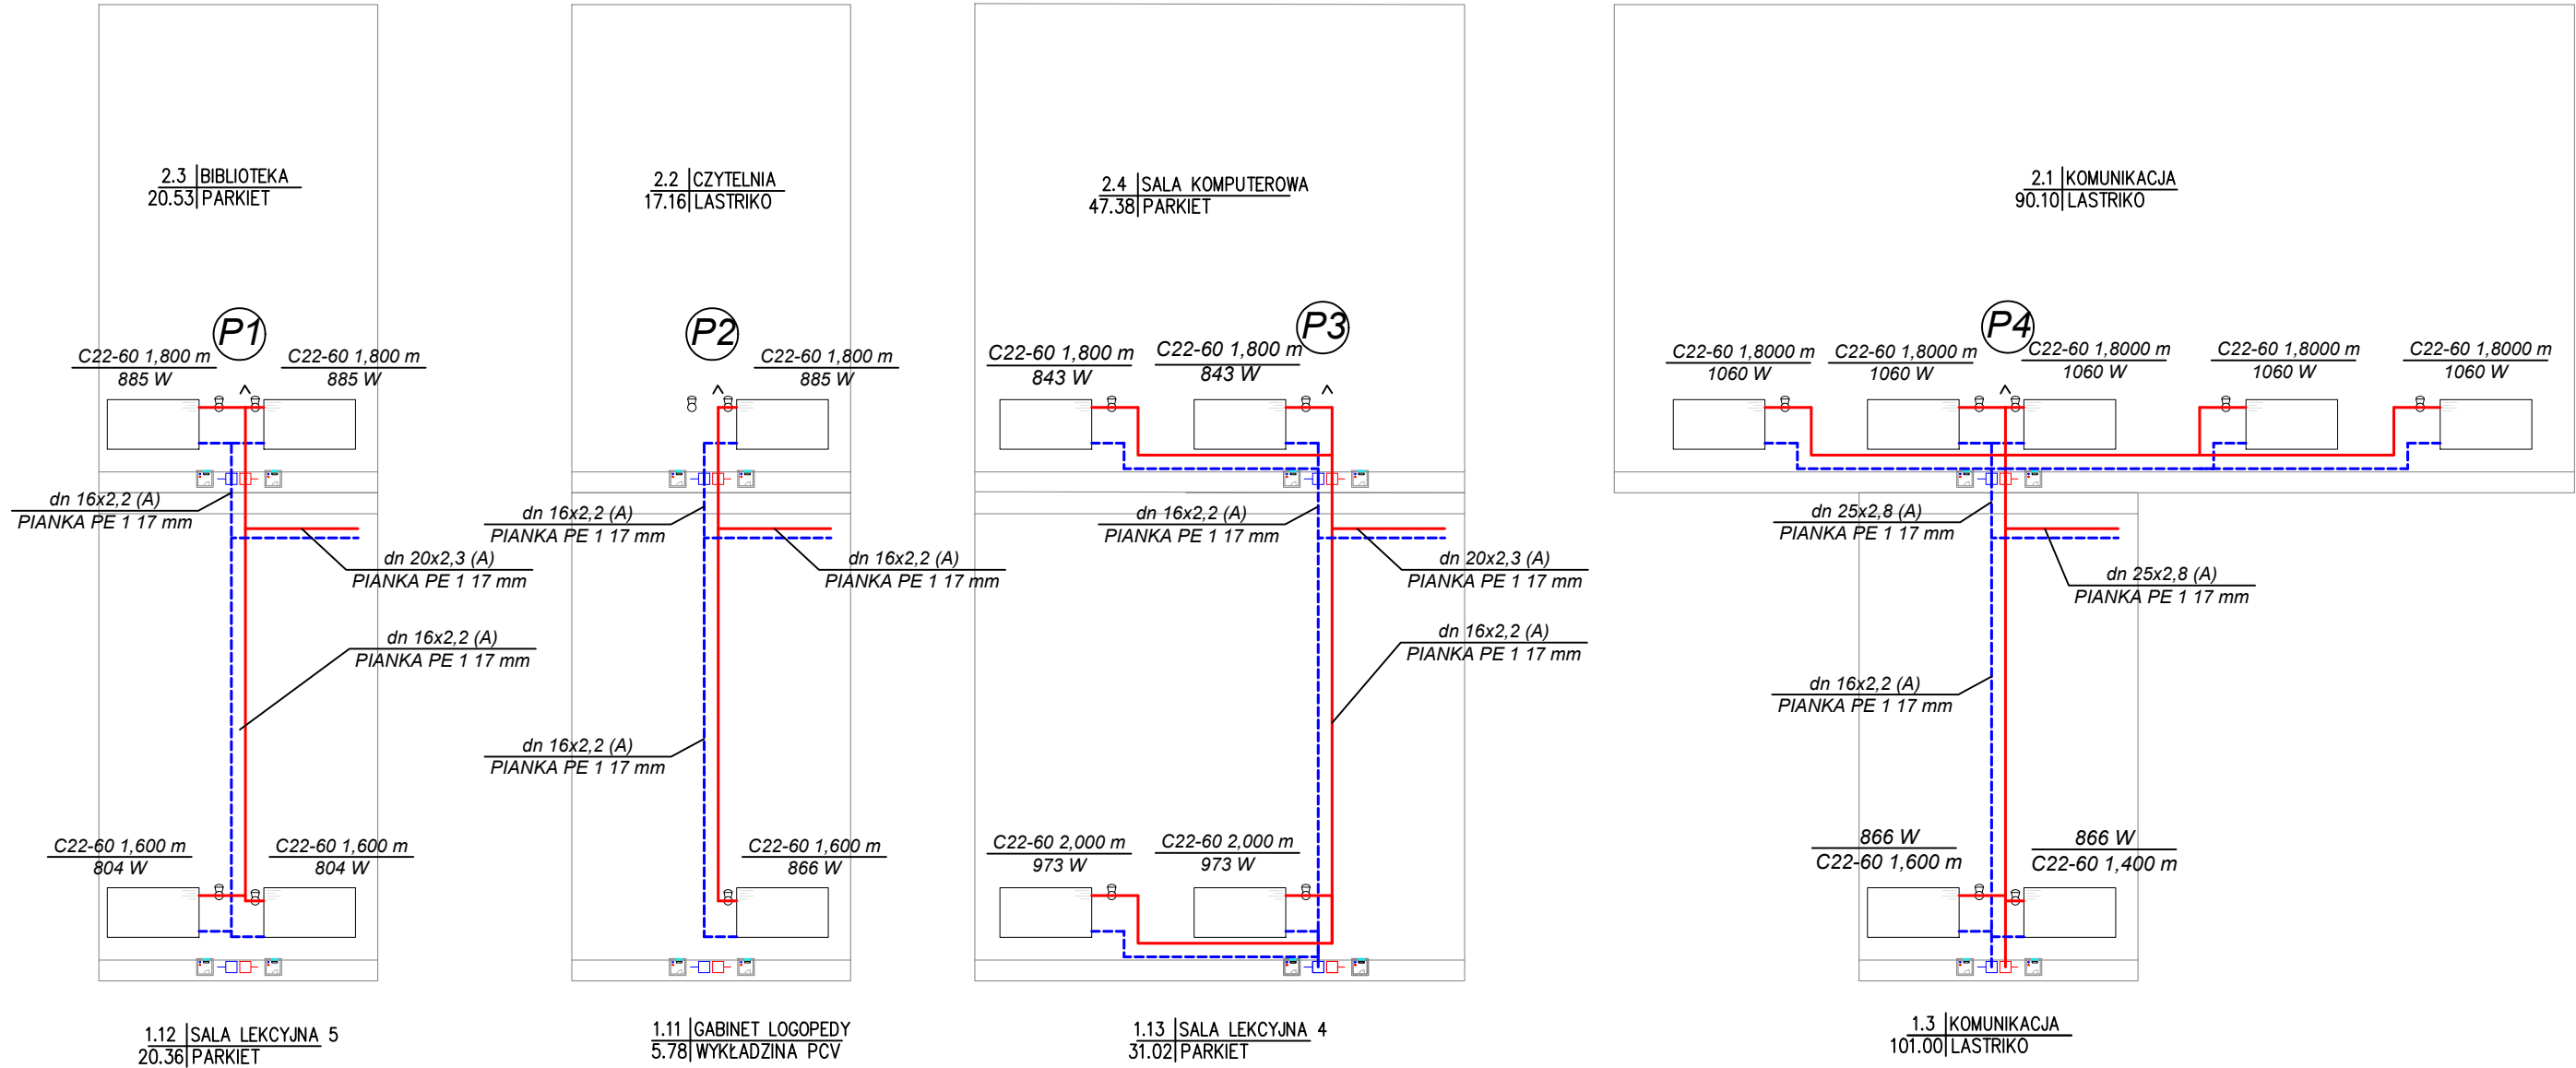 2.3 BIBLIOTEKA
20.53 PARKIET
P1
C22-60 1,800 m
885 W
C22-60 1,800 m
885 W
dn 16x2,2 (A)
PIANKA PE 1 17 mm
dn 20x2,3 (A)
PIANKA PE 1 17 mm
dn 16x2,2 (A)
PIANKA PE 1 17 mm
C22-60 1,600 m
804 W
C22-60 1,600 m
804 W
1.12 SALA LEKCYJNA 5
20.36 PARKIET
2.2 CZYTELNIA
17.16 LASTRIKO
P2
C22-60 1,800 m
885 W
dn 16x2,2 (A)
PIANKA PE 1 17 mm
dn 16x2,2 (A)
PIANKA PE 1 17 mm
dn 16x2,2 (A)
PIANKA PE 1 17 mm
C22-60 1,600 m
866 W
1.11 GABINET LOGOPEDY
5.78 WYKŁADZINA PCV
2.4 SALA KOMPUTEROWA
47.38 PARKIET
P3
C22-60 1,800 m
843 W
C22-60 1,800 m
843 W
dn 16x2,2 (A)
PIANKA PE 1 17 mm
dn 20x2,3 (A)
PIANKA PE 1 17 mm
dn 16x2,2 (A)
PIANKA PE 1 17 mm
C22-60 2,000 m
973 W
C22-60 2,000 m
973 W
1.13 SALA LEKCYJNA 4
31.02 PARKIET
2.1 KOMUNIKACJA
90.10 LASTRIKO
P4
C22-60 1,8000 m
1060 W
C22-60 1,8000 m
1060 W
C22-60 1,8000 m
1060 W
C22-60 1,8000 m
1060 W
C22-60 1,8000 m
1060 W
dn 25x2,8 (A)
PIANKA PE 1 17 mm
dn 25x2,8 (A)
PIANKA PE 1 17 mm
dn 16x2,2 (A)
PIANKA PE 1 17 mm
866 W
C22-60 1,600 m
866 W
C22-60 1,400 m
1.3 KOMUNIKACJA
101.00 LASTRIKO